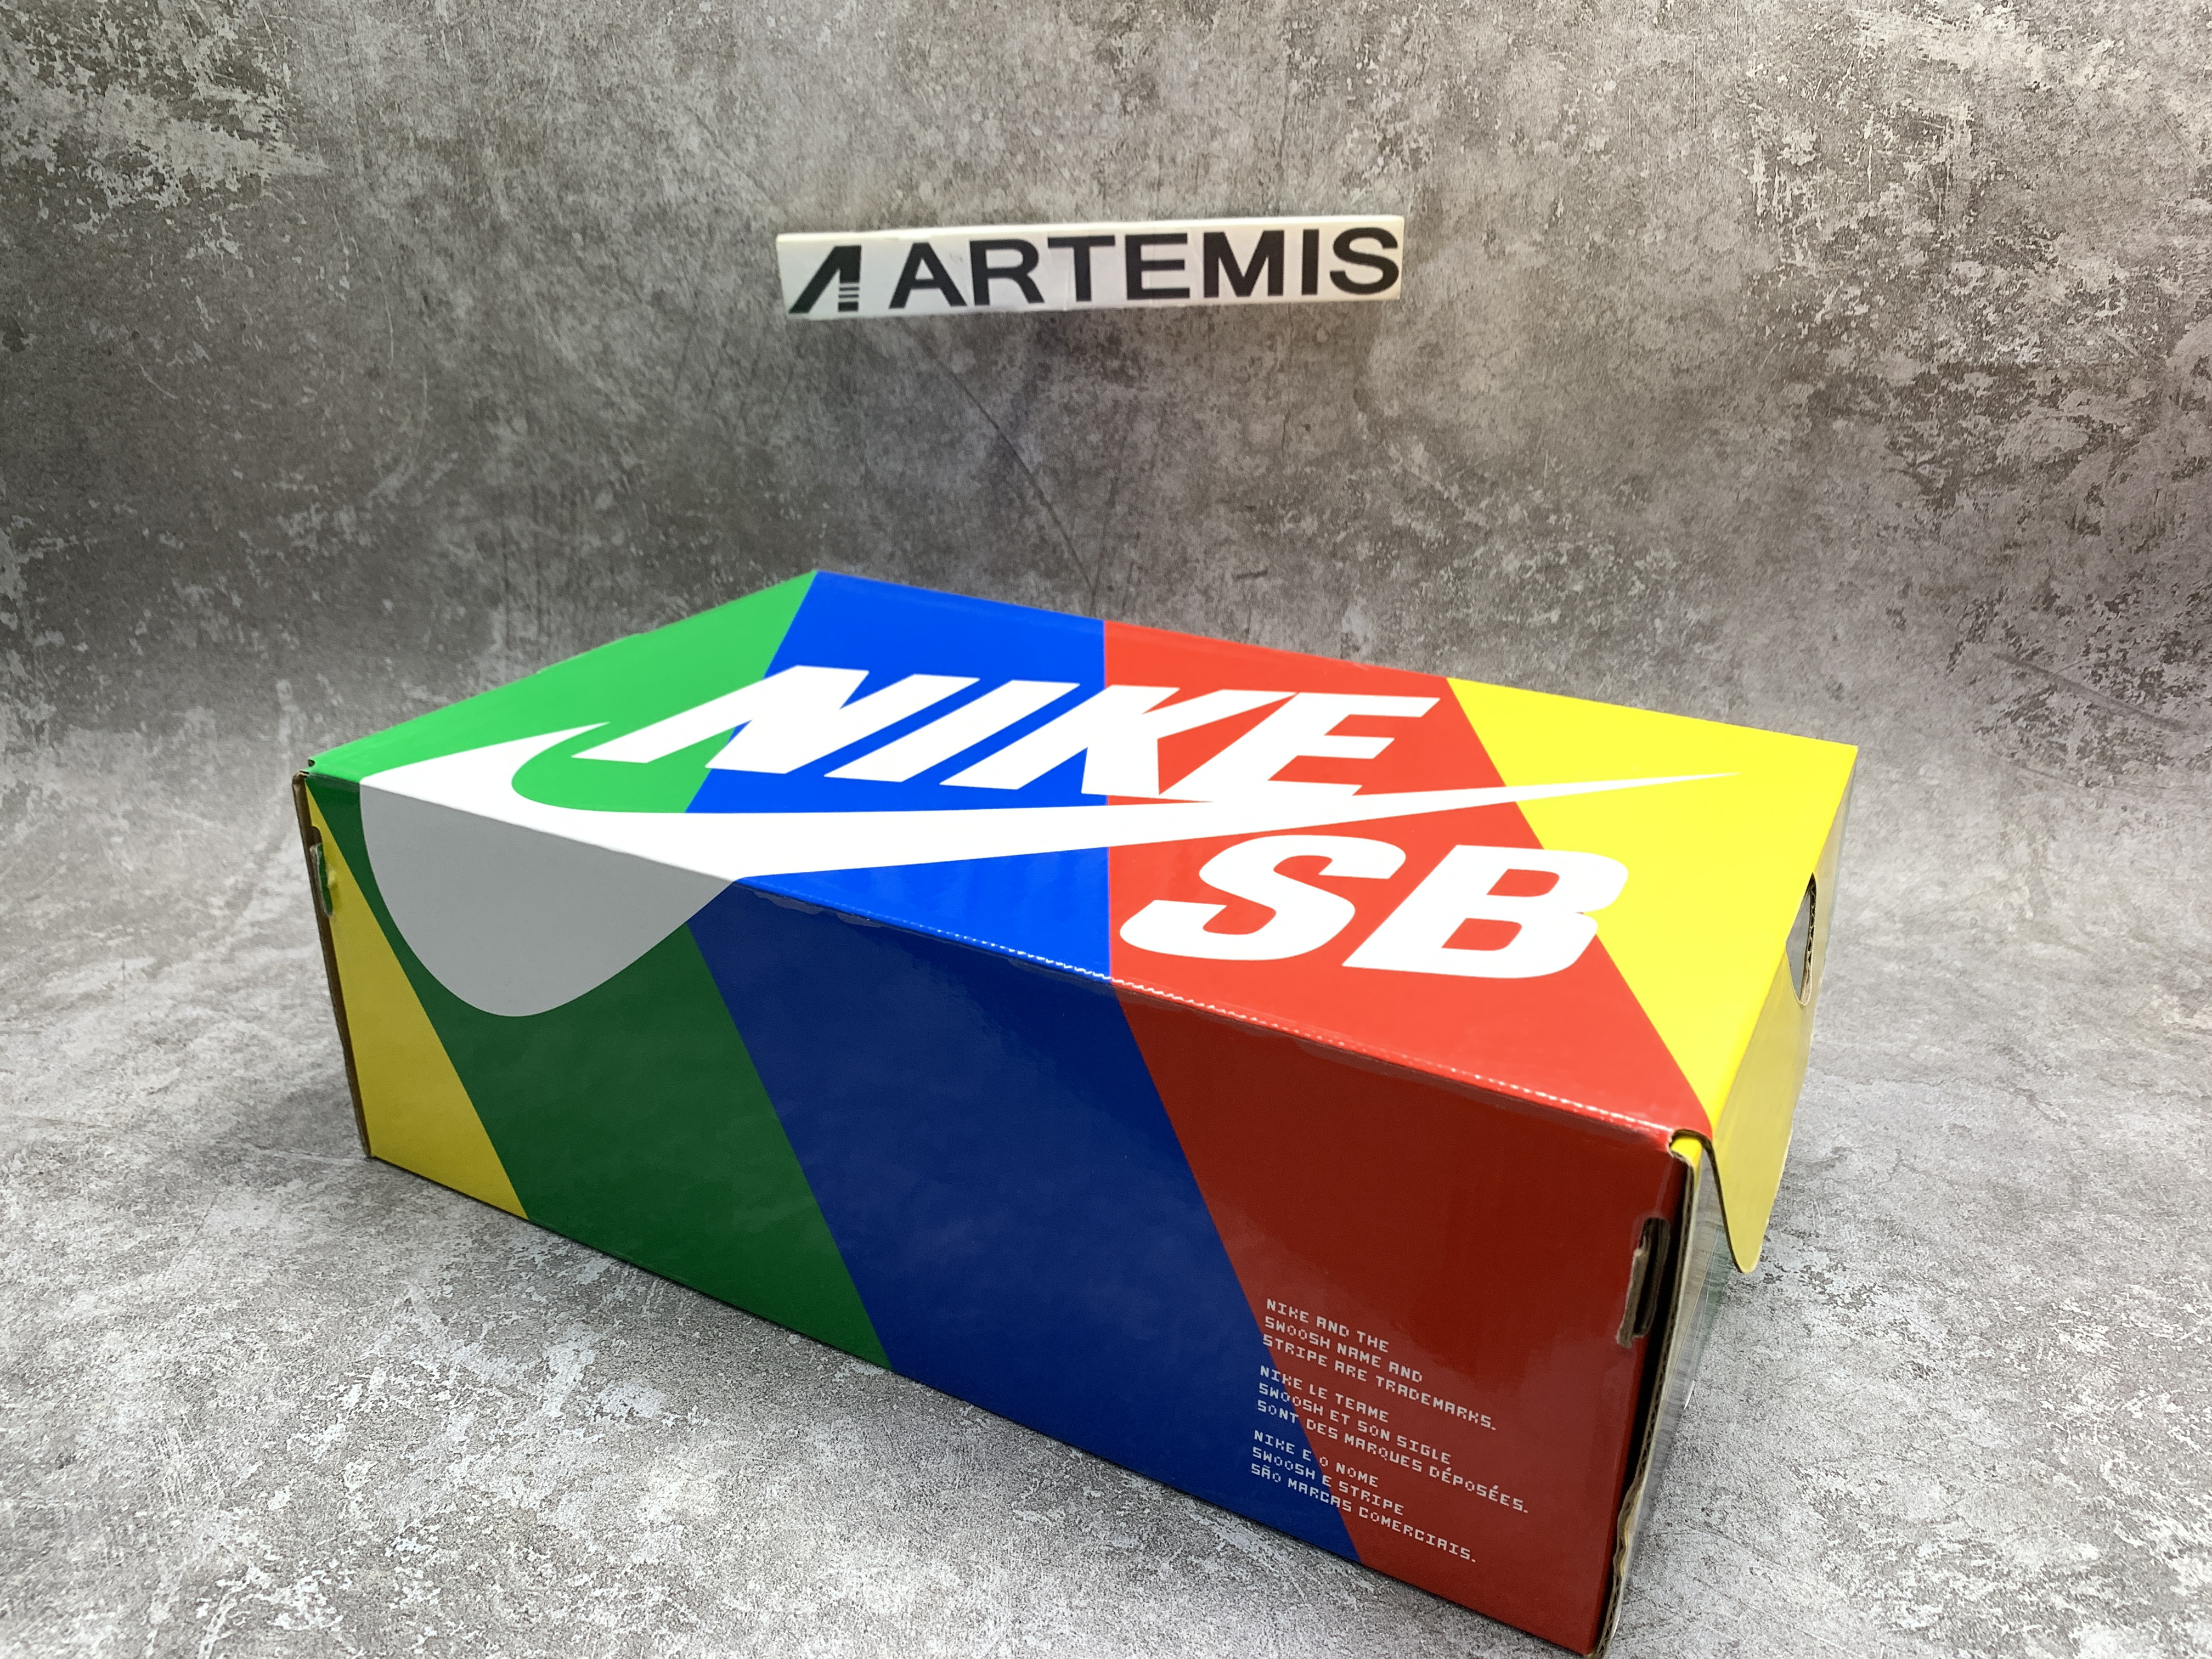 ARTEMIS
NIKE
SB
NIKE AND THE
SWOOSH NAME AND
STRIPE ARE TRADEMARKS.
NIKE LE TERME
SWOOSH ET SON SIGLE
SONT DES MARQUES DÉPOSÉES.
NIKE E O NOME
SWOOSH E STRIPE
SÃO MARCAS COMERCIAIS.